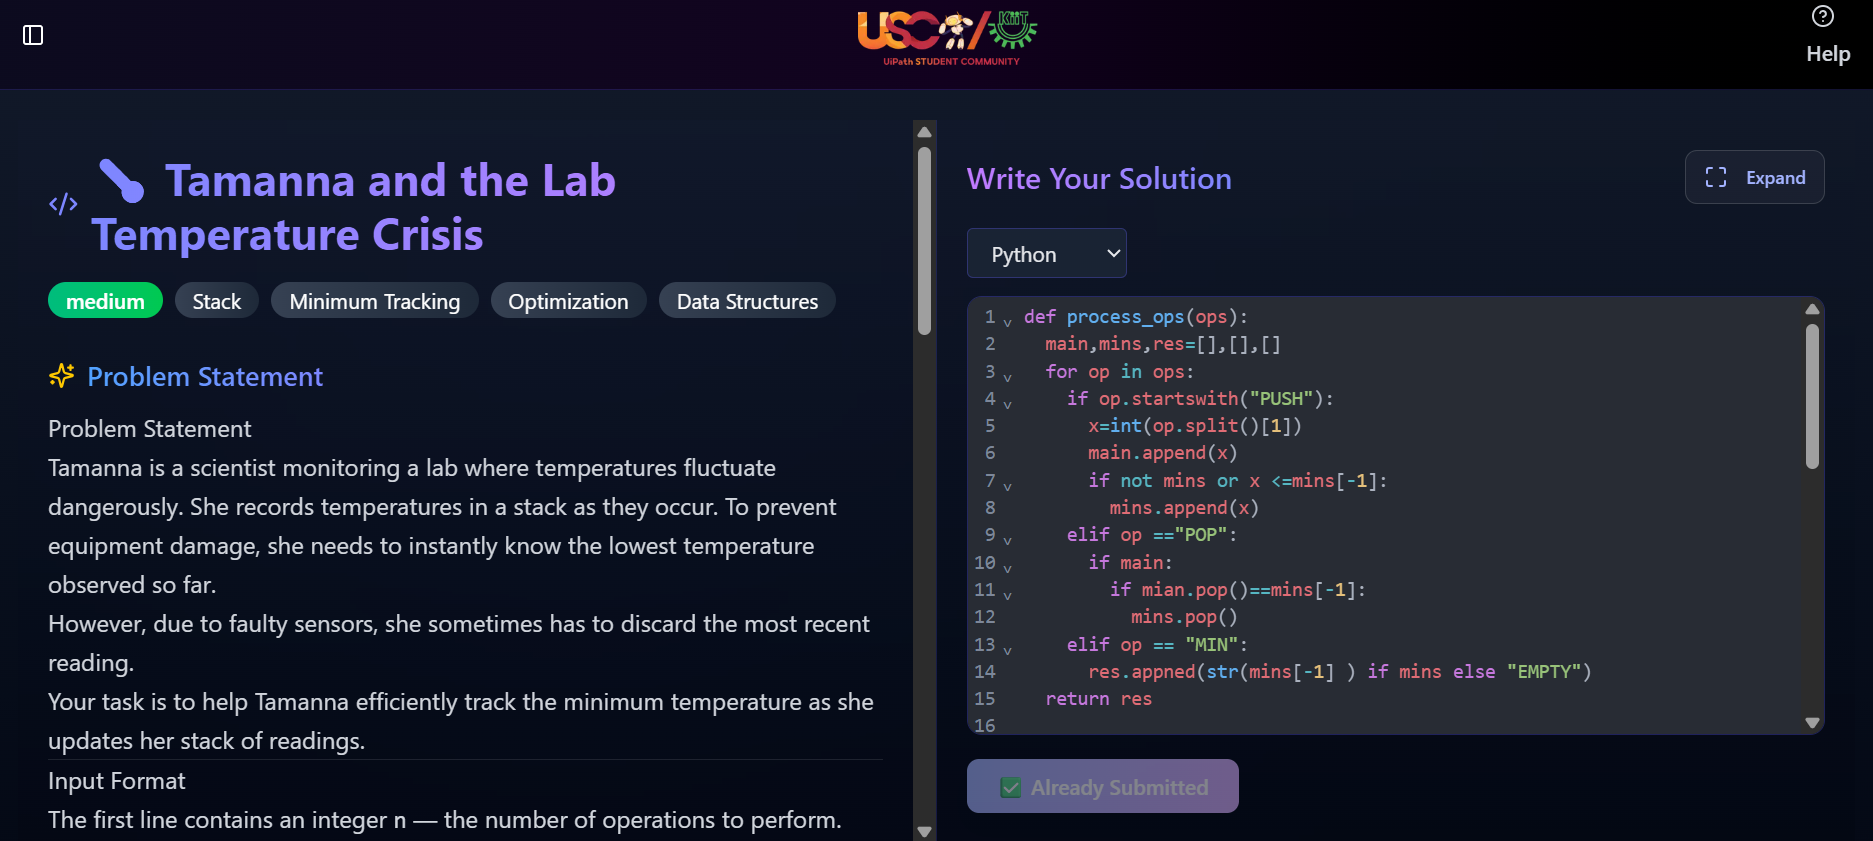 USC/KIIT
UiPath STUDENT COMMUNITY
Help
</> Tamanna and the Lab
Temperature Crisis
medium Stack Minimum Tracking Optimization Data Structures
Problem Statement
Problem Statement
Tamanna is a scientist monitoring a lab where temperatures fluctuate
dangerously. She records temperatures in a stack as they occur. To prevent
equipment damage, she needs to instantly know the lowest temperature
observed so far.
However, due to faulty sensors, she sometimes has to discard the most recent
reading.
Your task is to help Tamanna efficiently track the minimum temperature as she
updates her stack of readings.
Input Format
The first line contains an integer n — the number of operations to perform.
Write Your Solution
Expand
Python
1 def process_ops(ops):
2   main,mins,res=[],[],[]
3   for op in ops:
4     if op.startswith("PUSH"):
5       x=int(op.split()[1])
6       main.append(x)
7       if not mins or x <=mins[-1]:
8         mins.append(x)
9     elif op =="POP":
10       if main:
11         if mian.pop()==mins[-1]:
12           mins.pop()
13     elif op == "MIN":
14       res.appned(str(mins[-1] ) if mins else "EMPTY")
15   return res
16
Already Submitted